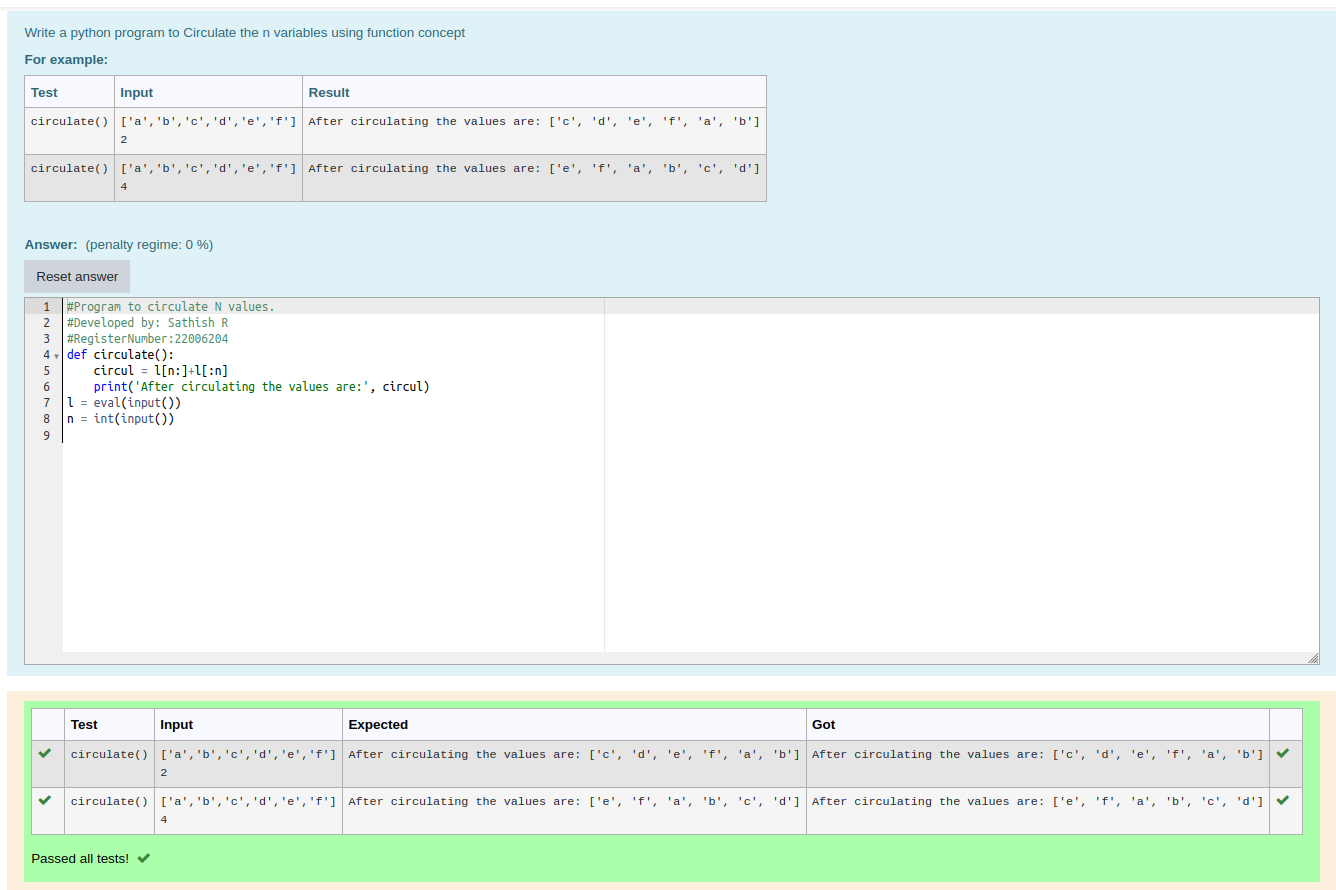 Write a python program to Circulate the n variables using function concept
For example:
Test Input Result
circulate() ['a','b','c','d','e','f'] After circulating the values are: ['c', 'd', 'e', 'f', 'a', 'b']
2
circulate() ['a','b','c','d','e','f'] After circulating the values are: ['e', 'f', 'a', 'b', 'c', 'd']
4
Answer: (penalty regime: 0 %)
Reset answer
1 #Program to circulate N values.
2 #Developed by: Sathish R
3 #RegisterNumber:22006204
4 def circulate():
5     circul = l[n:]+l[:n]
6     print('After circulating the values are:', circul)
7 l = eval(input())
8 n = int(input())
9
Test Input Expected Got
circulate() ['a','b','c','d','e','f'] After circulating the values are: ['c', 'd', 'e', 'f', 'a', 'b'] After circulating the values are: ['c', 'd', 'e', 'f', 'a', 'b']
2
circulate() ['a','b','c','d','e','f'] After circulating the values are: ['e', 'f', 'a', 'b', 'c', 'd'] After circulating the values are: ['e', 'f', 'a', 'b', 'c', 'd']
4
Passed all tests!